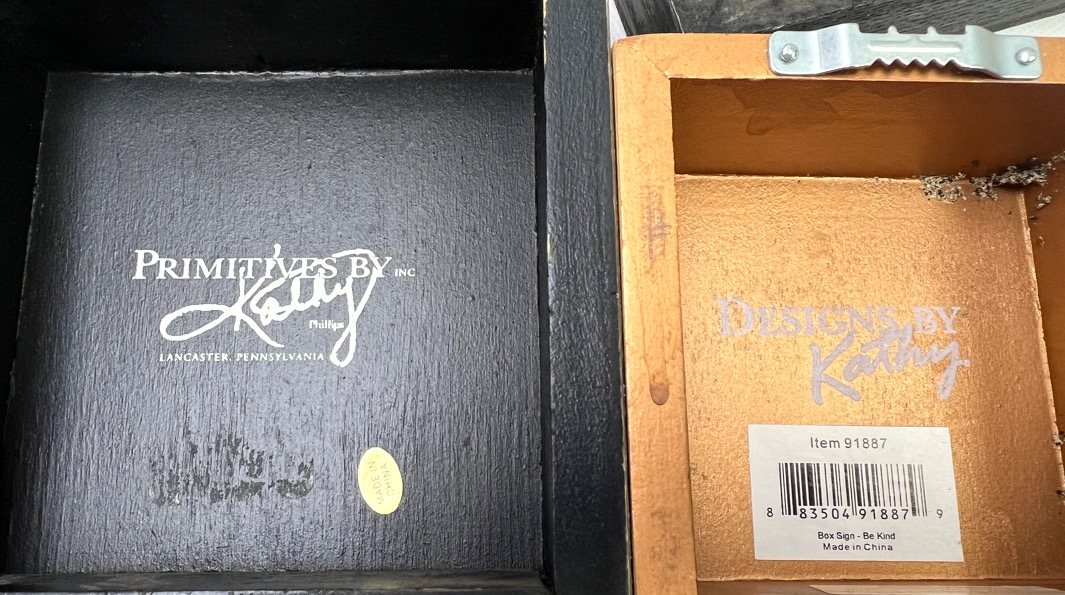 PRIMITIVES BY INC
Kathy
Phillips
LANCASTER, PENNSYLVANIA
MADE IN
CHINA
DESIGNS BY
Kathy
Item 91887
8 83504 91887 9
Box Sign - Be Kind
Made in China